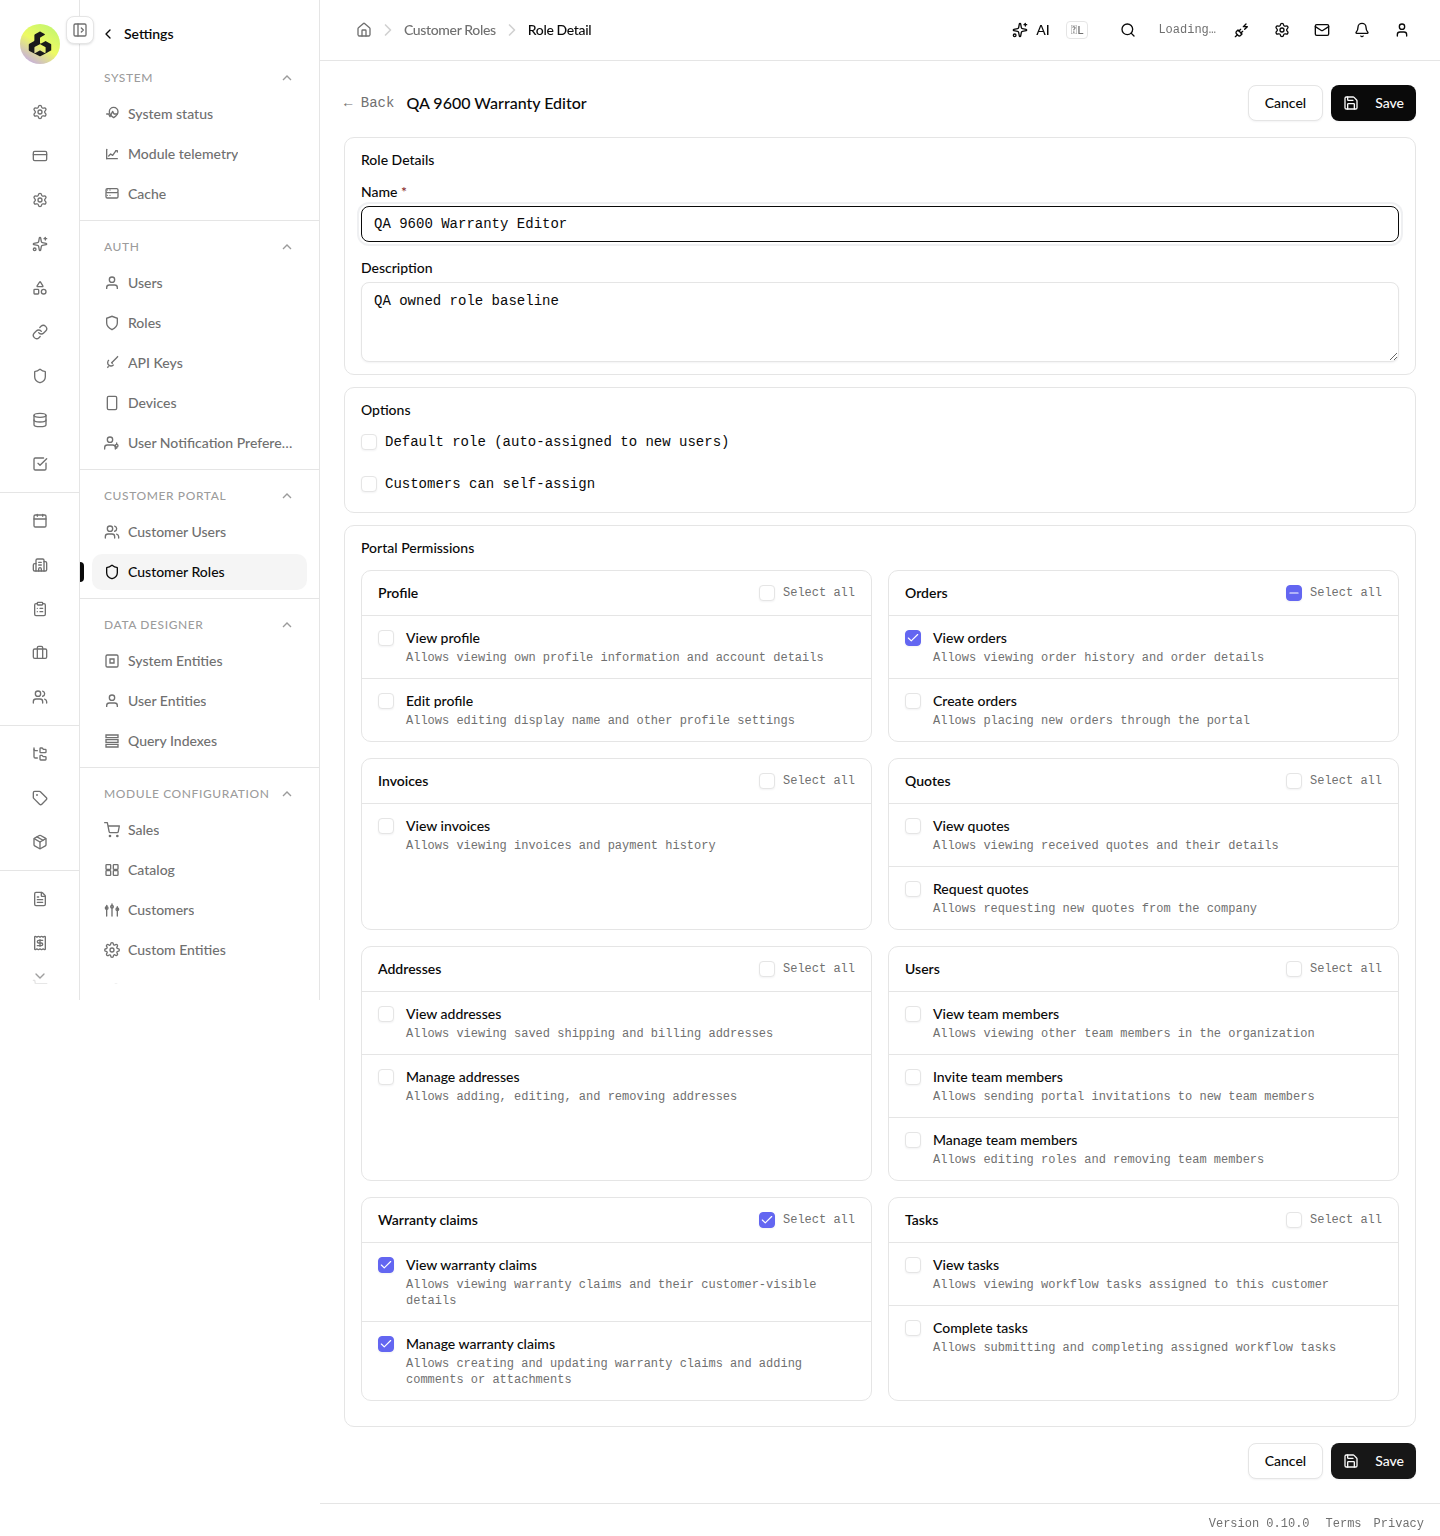 Settings
SYSTEM
System status
Module telemetry
Cache
AUTH
Users
Roles
API Keys
Devices
User Notification Prefere...
CUSTOMER PORTAL
Customer Users
Customer Roles
DATA DESIGNER
System Entities
User Entities
Query Indexes
MODULE CONFIGURATION
Sales
Catalog
Customers
Custom Entities
Customer Roles
Role Detail
AI
L
Loading…
← Back
QA 9600 Warranty Editor
Cancel
Save
Role Details
Name *
QA 9600 Warranty Editor
Description
QA owned role baseline
Options
Default role (auto-assigned to new users)
Customers can self-assign
Portal Permissions
Profile
Select all
View profile
Allows viewing own profile information and account details
Edit profile
Allows editing display name and other profile settings
Orders
Select all
View orders
Allows viewing order history and order details
Create orders
Allows placing new orders through the portal
Invoices
Select all
View invoices
Allows viewing invoices and payment history
Quotes
Select all
View quotes
Allows viewing received quotes and their details
Request quotes
Allows requesting new quotes from the company
Addresses
Select all
View addresses
Allows viewing saved shipping and billing addresses
Manage addresses
Allows adding, editing, and removing addresses
Users
Select all
View team members
Allows viewing other team members in the organization
Invite team members
Allows sending portal invitations to new team members
Manage team members
Allows editing roles and removing team members
Warranty claims
Select all
View warranty claims
Allows viewing warranty claims and their customer-visible
details
Manage warranty claims
Allows creating and updating warranty claims and adding
comments or attachments
Tasks
Select all
View tasks
Allows viewing workflow tasks assigned to this customer
Complete tasks
Allows submitting and completing assigned workflow tasks
Cancel
Save
Version 0.10.0
Terms
Privacy